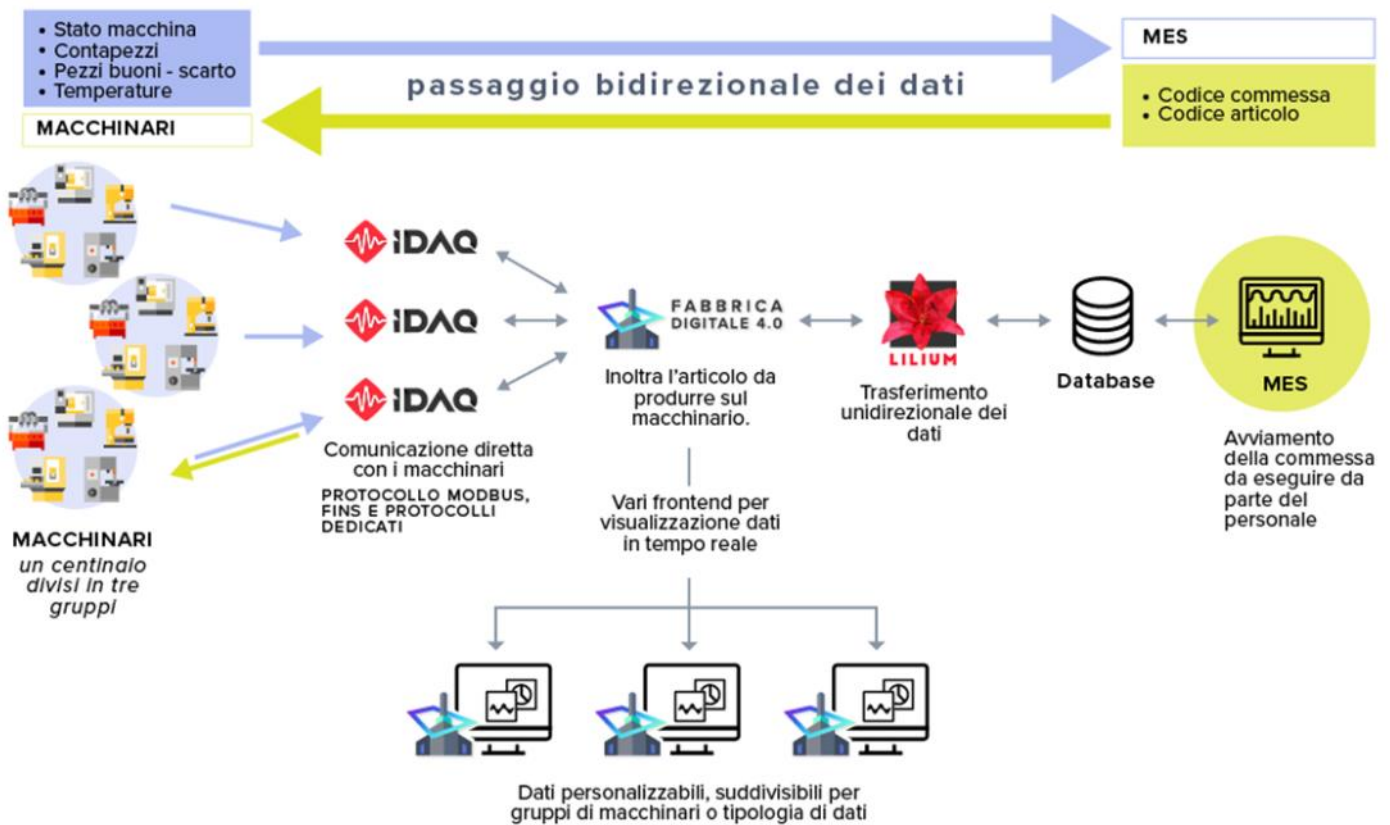 • Stato macchina
• Contapezzi
• Pezzi buoni - scarto
• Temperature
MACCHINARI
passaggio bidirezionale dei dati
MES
• Codice commessa
• Codice articolo
iDAQ
iDAQ
iDAQ
Comunicazione diretta
con i macchinari
PROTOCOLLO MODBUS,
FINS E PROTOCOLLI
DEDICATI
MACCHINARI
un centinaio
divisi in tre
gruppi
FABBRICA
DIGITALE 4.0
Inoltra l'articolo da
produrre sul
macchinario.
Vari frontend per
visualizzazione dati
in tempo reale
LILIUM
Trasferimento
unidirezionale dei
dati
Database
MES
Avviamento
della commessa
da eseguire da
parte del
personale
Dati personalizzabili, suddivisibili per
gruppi di macchinari o tipologia di dati